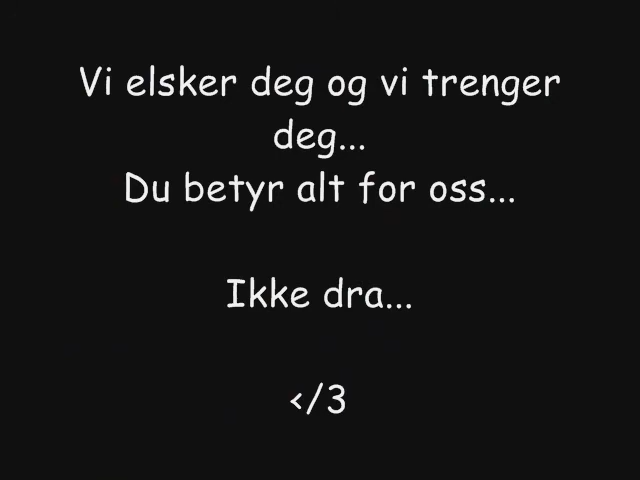 Vi elsker deg og vi trenger
deg...
Du betyr alt for oss...
Ikke dra...
</3